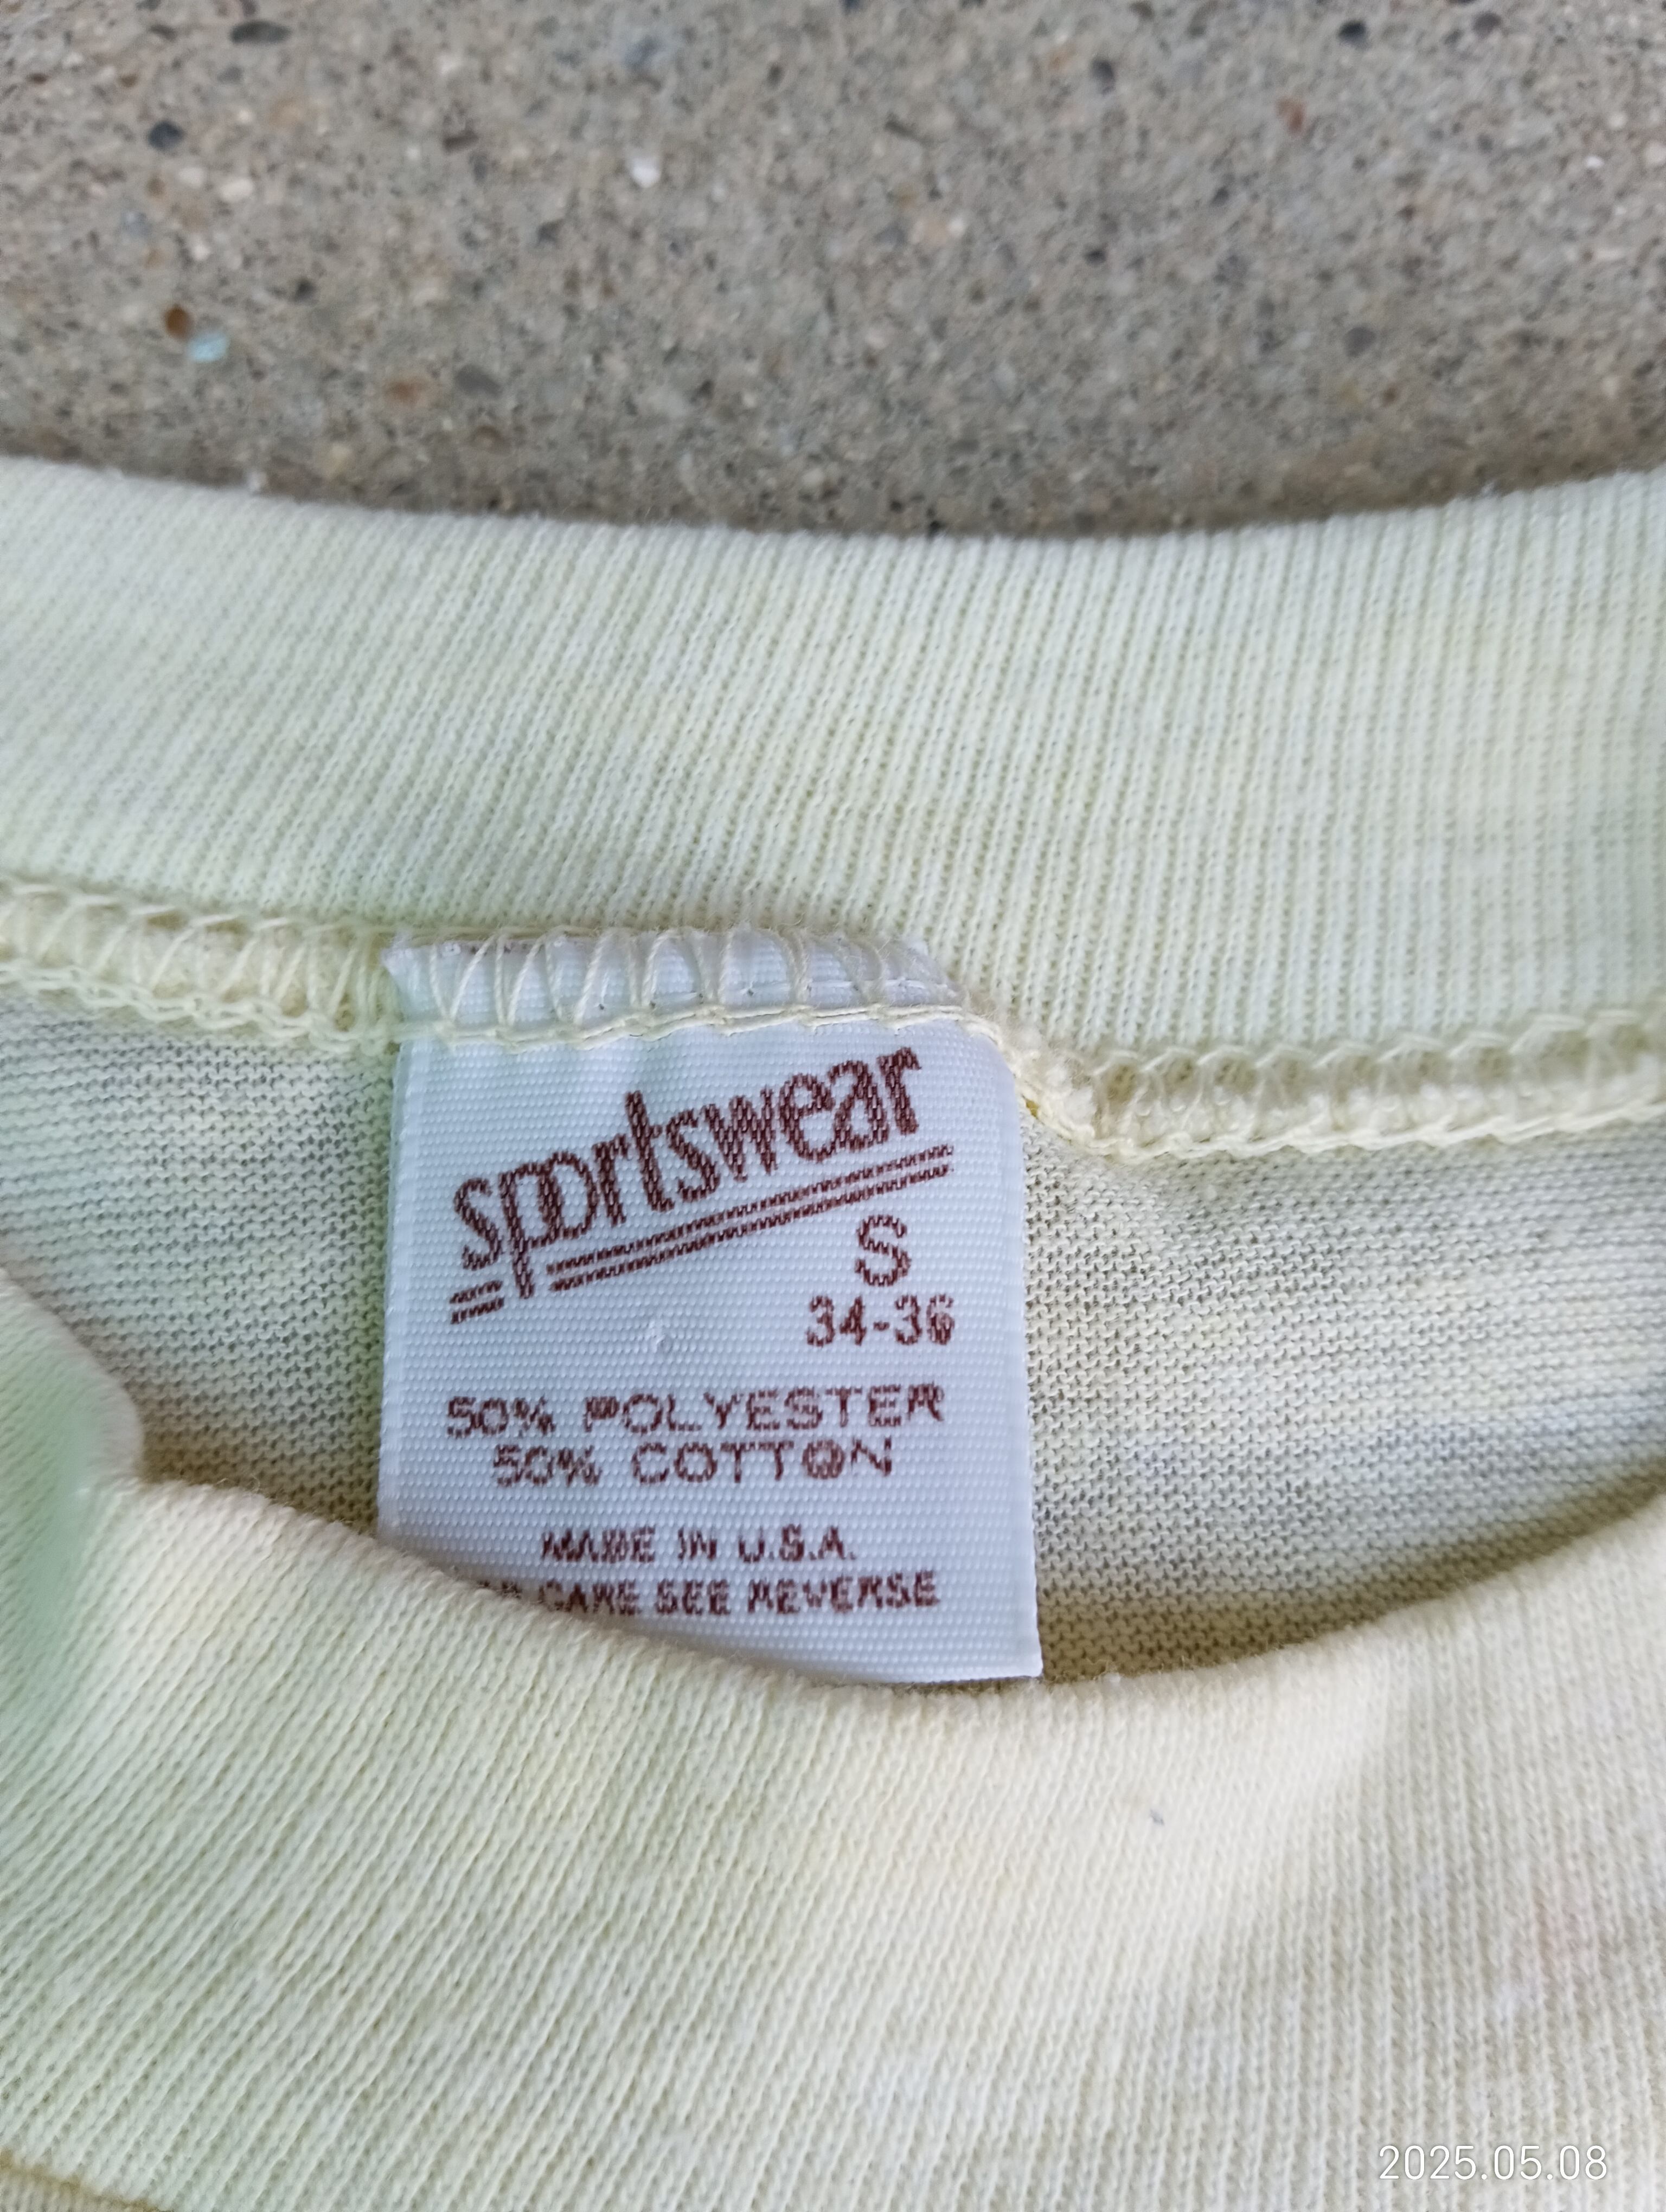 sportswear
S
34-36
50% POLYESTER
50% COTTON
MADE IN U.S.A.
CARE SEE REVERSE
2025.05.08